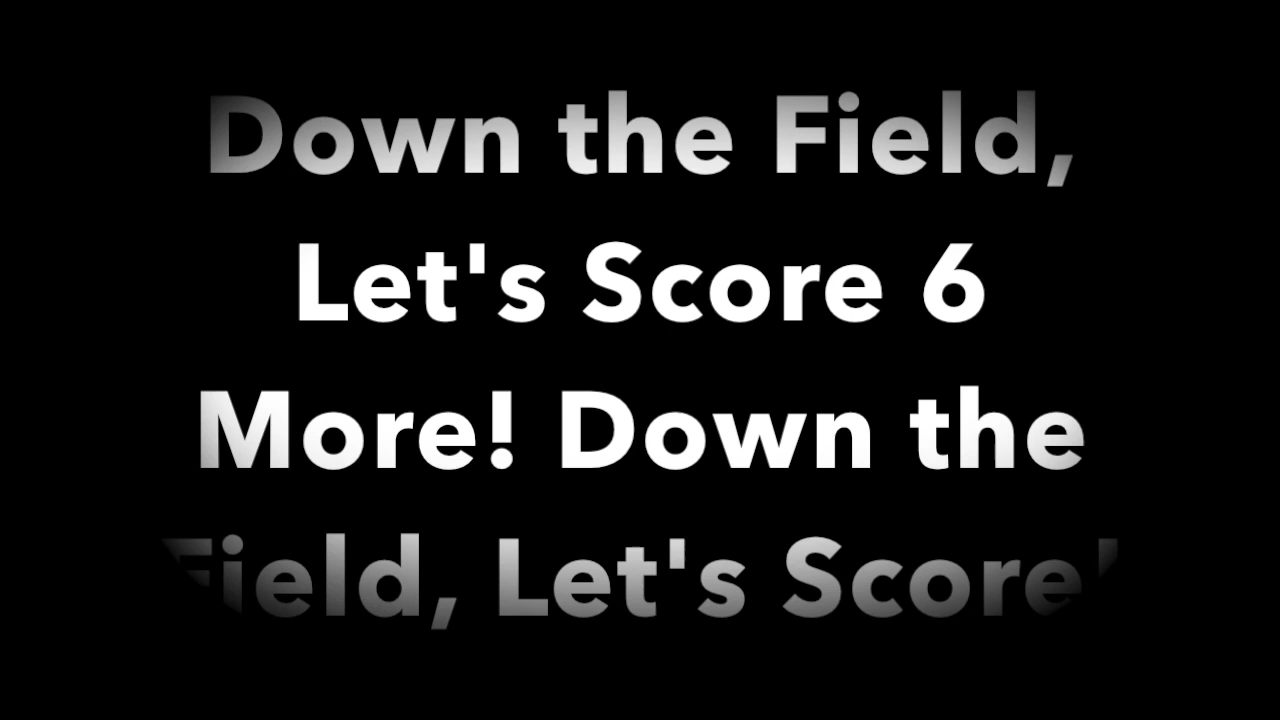 Down the Field,
Let's Score 6
More! Down the
Field, Let's Score!